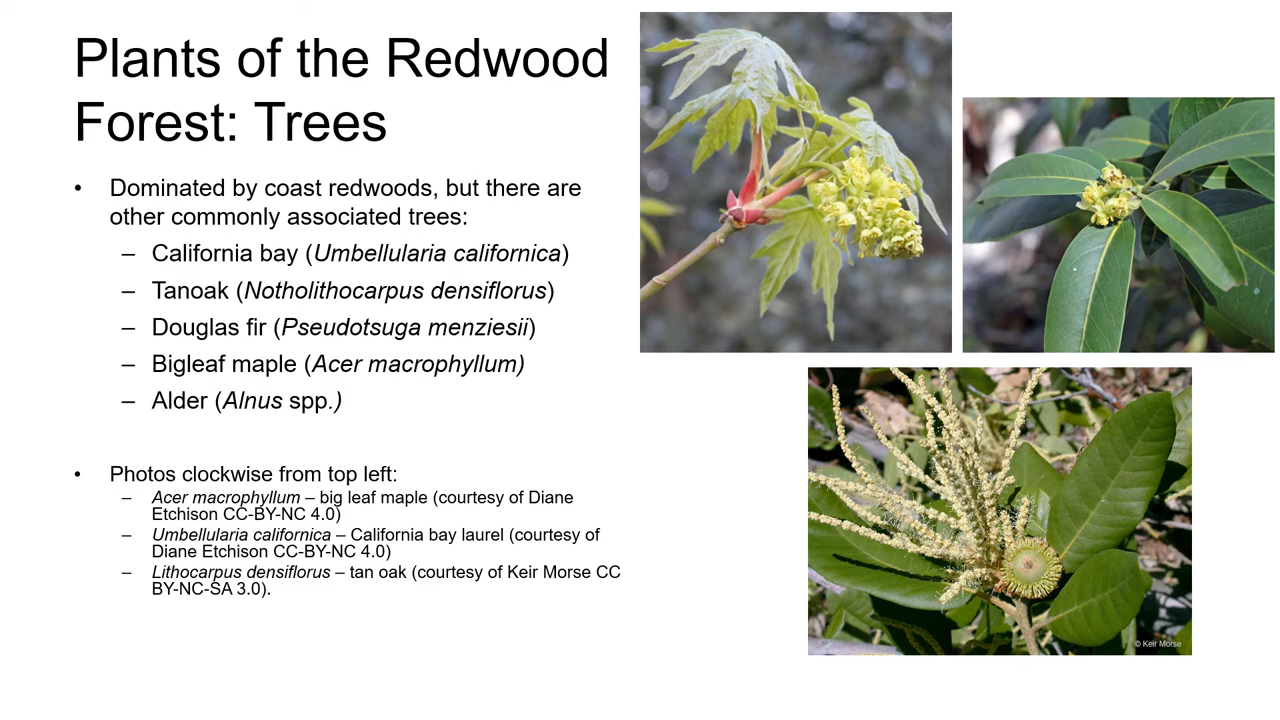 Plants of the Redwood
Forest: Trees
• Dominated by coast redwoods, but there are
other commonly associated trees:
– California bay (Umbellularia californica)
– Tanoak (Notholithocarpus densiflorus)
– Douglas fir (Pseudotsuga menziesii)
– Bigleaf maple (Acer macrophyllum)
– Alder (Alnus spp.)
• Photos clockwise from top left:
– Acer macrophyllum – big leaf maple (courtesy of Diane
Etchison CC-BY-NC 4.0)
– Umbellularia californica – California bay laurel (courtesy of
Diane Etchison CC-BY-NC 4.0)
– Lithocarpus densiflorus – tan oak (courtesy of Keir Morse CC
BY-NC-SA 3.0).
© Keir Morse